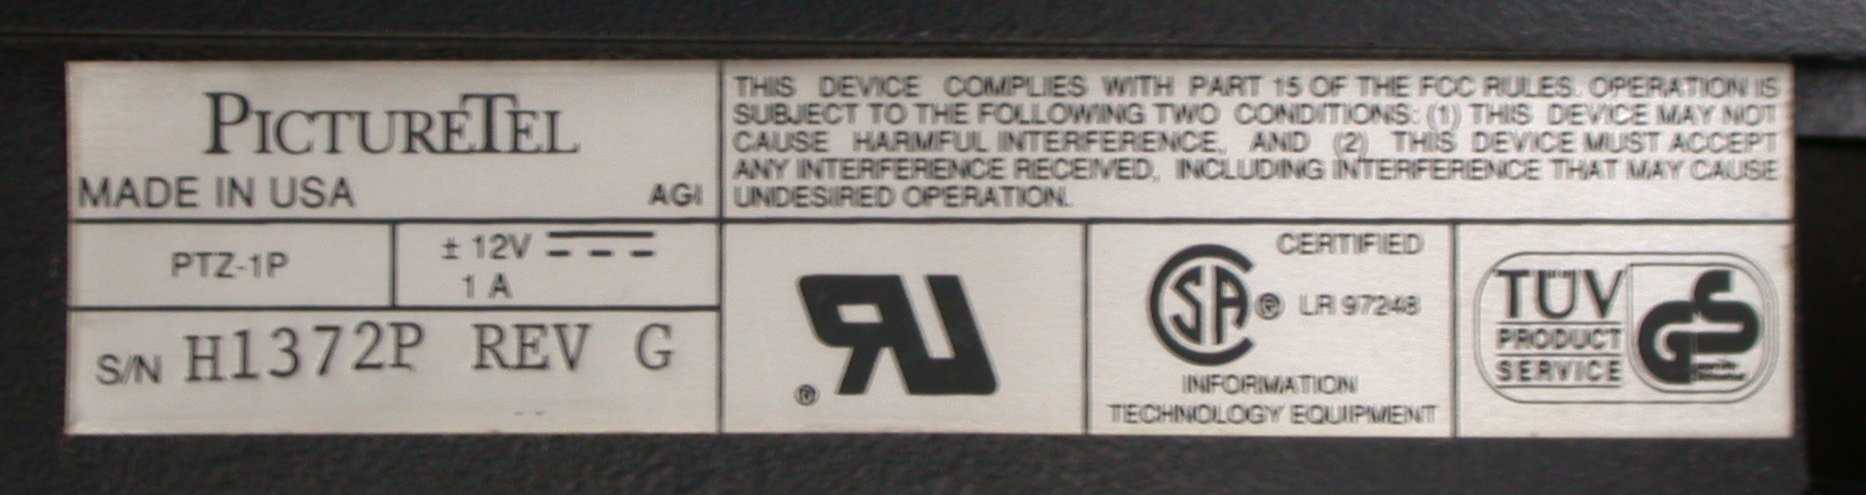 PICTURETEL
MADE IN USA AGI
THIS DEVICE COMPLIES WITH PART 15 OF THE FCC RULES. OPERATION IS
SUBJECT TO THE FOLLOWING TWO CONDITIONS: (1) THIS DEVICE MAY NOT
CAUSE HARMFUL INTERFERENCE, AND (2) THIS DEVICE MUST ACCEPT
ANY INTERFERENCE RECEIVED, INCLUDING INTERFERENCE THAT MAY CAUSE
UNDESIRED OPERATION.
PTZ-1P
± 12V
1 A
S/N H1372P REV G
RU ®
CERTIFIED
CSA ® LR 97248
INFORMATION
TECHNOLOGY EQUIPMENT
TÜV
PRODUCT
SERVICE
GS